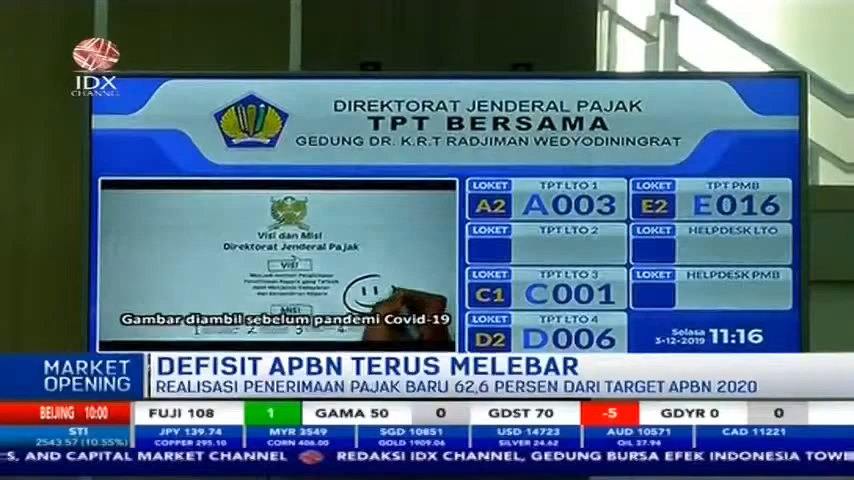 IDX
CHANNEL
DIREKTORAT JENDERAL PAJAK
TPT BERSAMA
GEDUNG DR. K.R.T RADJIMAN WEDYODININGRAT
Visi dan Misi
Direktorat Jenderal Pajak
VISI
MISI
Gambar diambil sebelum pandemi Covid-19
LOKET TPT LTO 1
A2 A003
LOKET TPT PMB
E2 E016
LOKET TPT LTO 2
LOKET HELPDESK LTO
LOKET TPT LTO 3
C1 C001
LOKET HELPDESK PMB
LOKET TPT LTO 4
D2 D006
Selasa
3-12-2019 11:16
MARKET OPENING
DEFISIT APBN TERUS MELEBAR
REALISASI PENERIMAAN PAJAK BARU 62,6 PERSEN DARI TARGET APBN 2020
BEIJING 10:00 FUJI 108 1 GAMA 50 0 GDST 70 -5 GDYR 0 0
STI JPY 139.74 MYR 3549 SGD 10851 USD 14723 AUD 10571 CAD 11221
2543.57 (10.55%) COPPER 295.10 CORN 406.00 GOLD 1909.06 SILVER 24.62 OIL 37.94
S, AND CAPITAL MARKET CHANNEL REDAKSI IDX CHANNEL, GEDUNG BURSA EFEK INDONESIA TOW